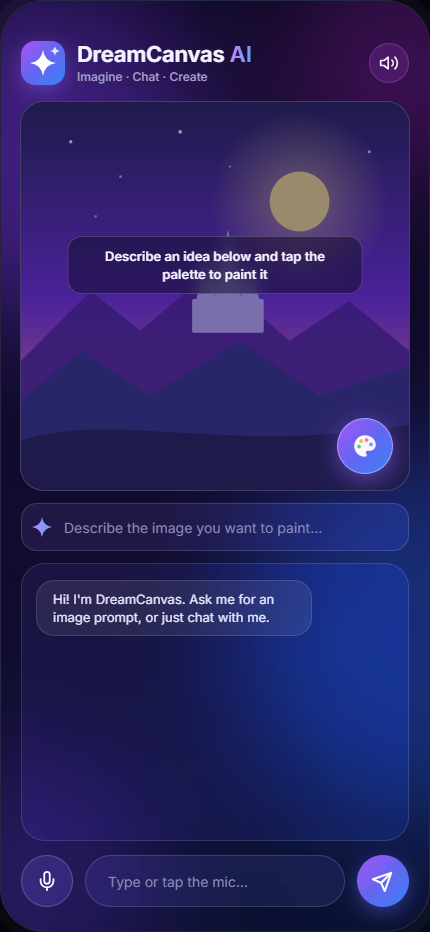 DreamCanvas AI
Imagine · Chat · Create
Describe an idea below and tap the
palette to paint it
Describe the image you want to paint...
Hi! I'm DreamCanvas. Ask me for an
image prompt, or just chat with me.
Type or tap the mic...